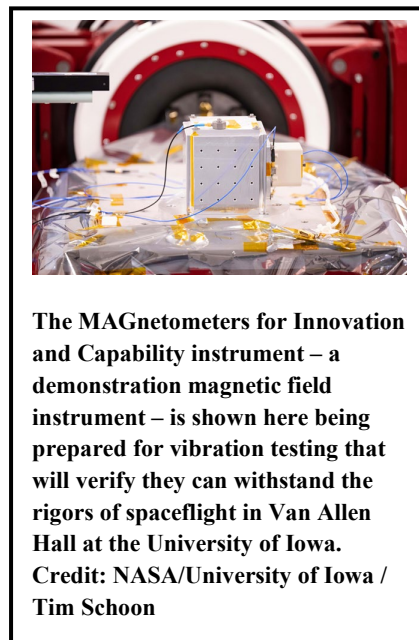 The MAGnetometers for Innovation
and Capability instrument – a
demonstration magnetic field
instrument – is shown here being
prepared for vibration testing that
will verify they can withstand the
rigors of spaceflight in Van Allen
Hall at the University of Iowa.
Credit: NASA/University of Iowa /
Tim Schoon